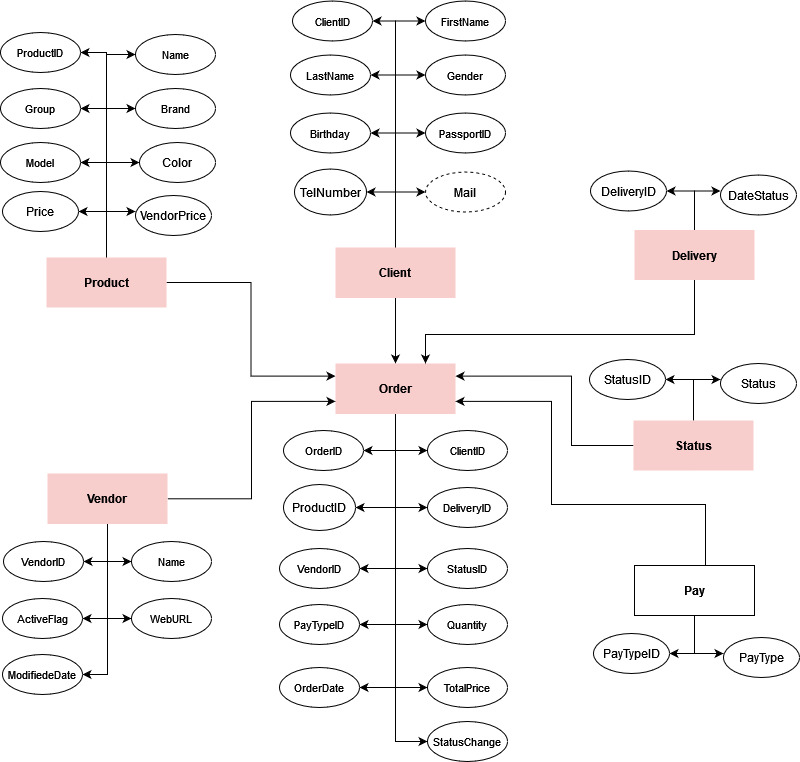 ClientID
FirstName
ProductID
Name
LastName
Gender
Group
Brand
Birthday
PassportID
Model
Color
TelNumber
Mail
DeliveryID
DateStatus
Price
VendorPrice
Product
Client
Delivery
Order
StatusID
Status
Status
OrderID
ClientID
Vendor
ProductID
DeliveryID
VendorID
Name
VendorID
StatusID
Pay
ActiveFlag
WebURL
PayTypeID
Quantity
PayTypeID
PayType
ModifiedeDate
OrderDate
TotalPrice
StatusChange